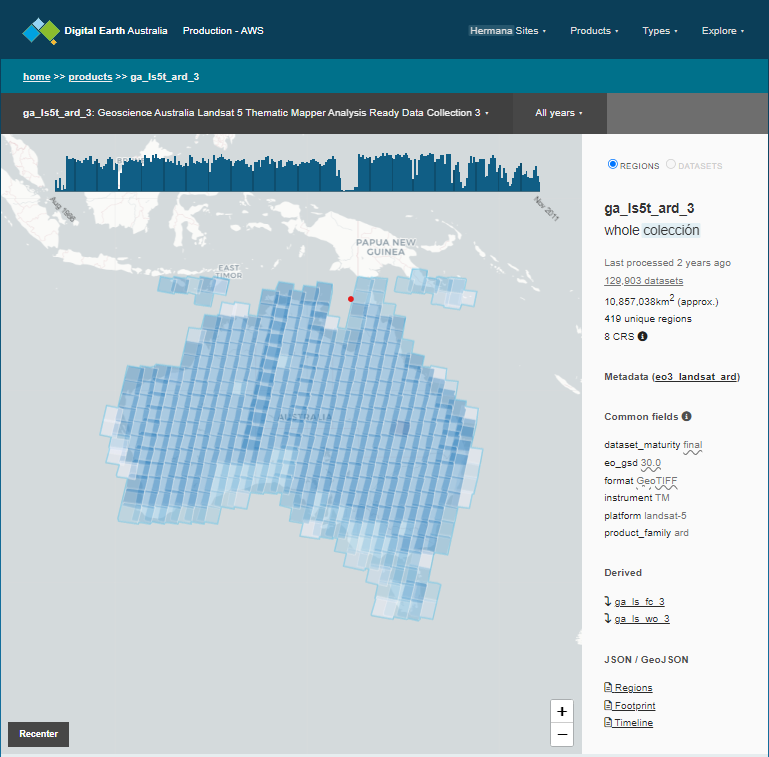 Digital Earth Australia Production - AWS Hermana Sites Products Types Explore
home >> products >> ga_ls5t_ard_3
ga_ls5t_ard_3: Geoscience Australia Landsat 5 Thematic Mapper Analysis Ready Data Collection 3 All years
Aug 1986
Nov 2011
PAPUA NEW
GUINEA
EAST
TIMOR
AUSTRALIA
Recenter
+
−
REGIONS DATASETS
ga_ls5t_ard_3
whole colección
Last processed 2 years ago
129,903 datasets
10,857,038km2 (approx.)
419 unique regions
8 CRS
Metadata (eo3_landsat_ard)
Common fields
dataset_maturity final
eo_gsd 30.0
format GeoTIFF
instrument TM
platform landsat-5
product_family ard
Derived
ga_ls_fc_3
ga_ls_wo_3
JSON / GeoJSON
Regions
Footprint
Timeline